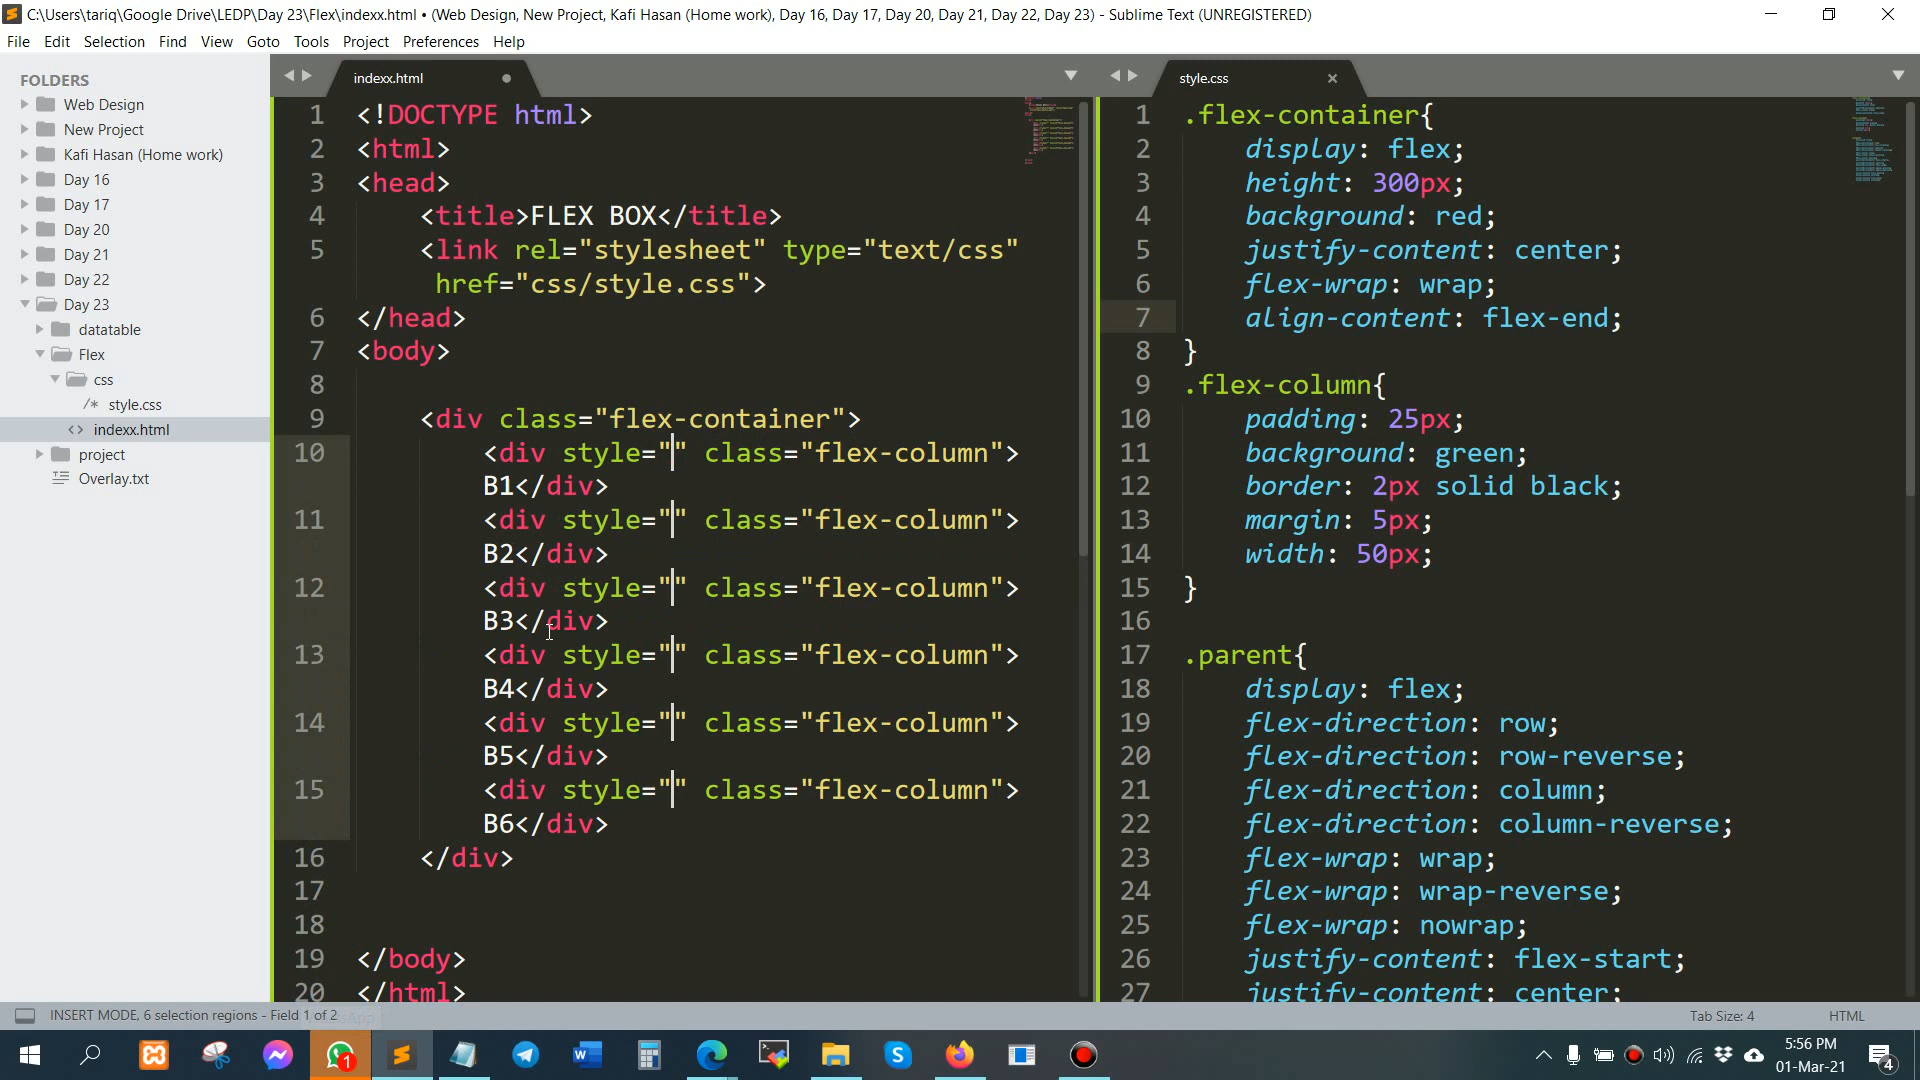 C:\Users\tariq\Google Drive\LEDP\Day 23\Flex\indexx.html • (Web Design, New Project, Kafi Hasan (Home work), Day 16, Day 17, Day 20, Day 21, Day 22, Day 23) - Sublime Text (UNREGISTERED)
File Edit Selection Find View Goto Tools Project Preferences Help
FOLDERS
Web Design
New Project
Kafi Hasan (Home work)
Day 16
Day 17
Day 20
Day 21
Day 22
Day 23
datatable
Flex
css
/* style.css
<> indexx.html
project
Overlay.txt
indexx.html
1 <!DOCTYPE html>
2 <html>
3 <head>
4 <title>FLEX BOX</title>
5 <link rel="stylesheet" type="text/css"
href="css/style.css">
6 </head>
7 <body>
8
9 <div class="flex-container">
10 <div style="" class="flex-column">
B1</div>
11 <div style="" class="flex-column">
B2</div>
12 <div style="" class="flex-column">
B3</div>
13 <div style="" class="flex-column">
B4</div>
14 <div style="" class="flex-column">
B5</div>
15 <div style="" class="flex-column">
B6</div>
16 </div>
17
18
19 </body>
20 </html>
style.css
1 .flex-container{
2 display: flex;
3 height: 300px;
4 background: red;
5 justify-content: center;
6 flex-wrap: wrap;
7 align-content: flex-end;
8 }
9 .flex-column{
10 padding: 25px;
11 background: green;
12 border: 2px solid black;
13 margin: 5px;
14 width: 50px;
15 }
16
17 .parent{
18 display: flex;
19 flex-direction: row;
20 flex-direction: row-reverse;
21 flex-direction: column;
22 flex-direction: column-reverse;
23 flex-wrap: wrap;
24 flex-wrap: wrap-reverse;
25 flex-wrap: nowrap;
26 justify-content: flex-start;
27 justify-content: center;
INSERT MODE, 6 selection regions - Field 1 of 2
Tab Size: 4
HTML
1
5:56 PM
01-Mar-21
4